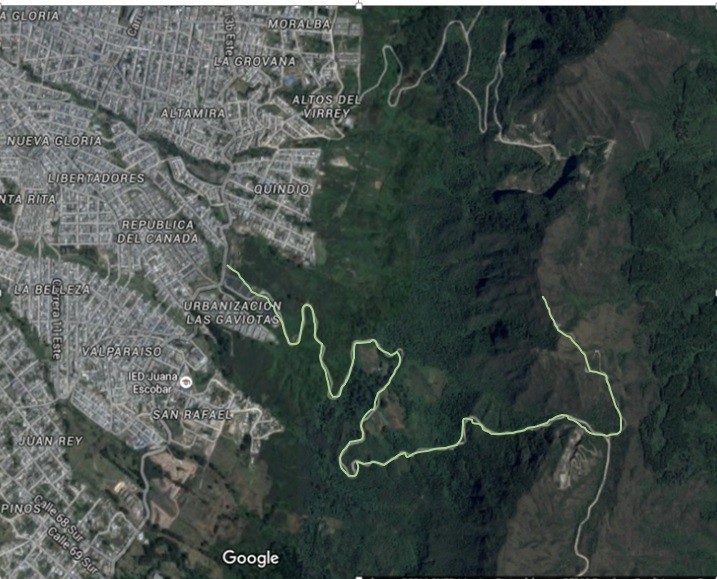 A GLORIA
MORALBA
LA GROVANA
ALTOS DEL
VIRREY
ALTAMIRA
NUEVA GLORIA
LIBERTADORES
QUINDIO
NTA RITA
REPUBLICA
DEL CANADA
LA BELLEZA
URBANIZACION
LAS GAVIOTAS
VALPARAISO
IED Juana
Escobar
SAN RAFAEL
JUAN REY
PINOS
Calle 68 Sur
Calle 69 Sur
Google